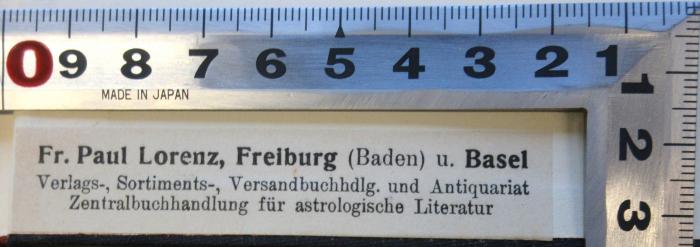 0 9 8 7 6 5 4 3 2 1
MADE IN JAPAN
1
2
3
Fr. Paul Lorenz, Freiburg (Baden) u. Basel
Verlags-, Sortiments-, Versandbuchhdlg. und Antiquariat
Zentralbuchhandlung für astrologische Literatur